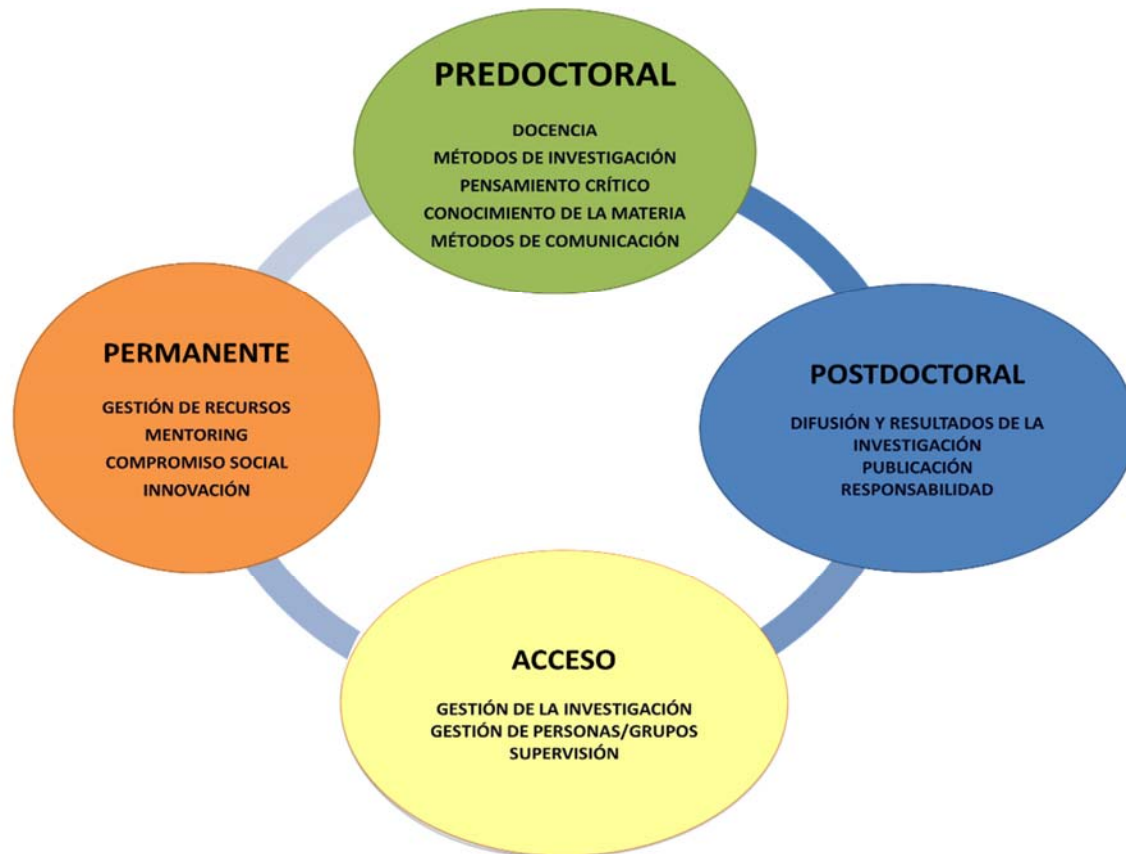 PREDOCTORAL
DOCENCIA
MÉTODOS DE INVESTIGACIÓN
PENSAMIENTO CRÍTICO
CONOCIMIENTO DE LA MATERIA
MÉTODOS DE COMUNICACIÓN
POSTDOCTORAL
DIFUSIÓN Y RESULTADOS DE LA
INVESTIGACIÓN
PUBLICACIÓN
RESPONSABILIDAD
ACCESO
GESTIÓN DE LA INVESTIGACIÓN
GESTIÓN DE PERSONAS/GRUPOS
SUPERVISIÓN
PERMANENTE
GESTIÓN DE RECURSOS
MENTORING
COMPROMISO SOCIAL
INNOVACIÓN